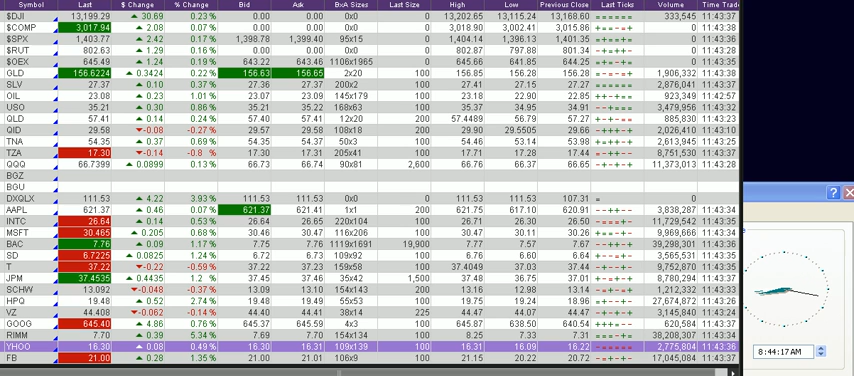 Symbol Last $ Change % Change Bid Ask BxA Sizes Last Size High Low Previous Close Last Ticks Volume Time Trade
$DJI 13,199.29 30.69 0.23 % 0.00 0.00 0x0 13,202.65 13,115.24 13,168.60 ====== 333,545 11:43:37
$COMP 3,017.94 2.08 0.07 % 0.00 0.00 0x0 0 3,018.90 3,002.41 3,015.86 0 11:43:38
$SPX 1,403.77 2.42 0.17 % 1,398.78 1,399.40 95x15 0 1,404.14 1,396.13 1,401.35 0 11:43:36
$RUT 802.63 1.29 0.16 % 0.00 0.00 0x0 0 802.87 797.88 801.34 0 11:43:38
$OEX 645.49 1.24 0.19 % 643.22 643.46 1106x1965 0 645.66 641.85 644.25 0 11:43:35
GLD 156.6224 0.3424 0.22 % 156.63 156.65 2x20 100 156.85 156.28 156.28 1,906,332 11:43:38
SLV 27.37 0.10 0.37 % 27.36 27.37 200x2 100 27.41 27.15 27.27 2,876,041 11:43:37
OIL 23.08 0.23 1.01 % 23.07 23.09 145x179 100 23.18 22.90 22.85 923,349 11:42:57
USO 35.21 0.30 0.86 % 35.21 35.22 168x63 100 35.37 34.95 34.91 3,479,956 11:43:32
QLD 57.41 0.14 0.24 % 57.40 57.41 12x20 100 57.4489 56.79 57.27 885,830 11:43:23
QID 29.58 -0.08 -0.27 % 29.57 29.58 108x18 200 29.90 29.5505 29.66 2,026,410 11:43:10
TNA 54.35 0.37 0.69 % 54.35 54.37 50x3 100 54.46 53.14 53.98 2,613,945 11:43:25
TZA 17.30 -0.14 -0.8 % 17.30 17.31 205x41 100 17.71 17.28 17.44 8,751,530 11:43:37
QQQ 66.7399 0.0899 0.13 % 66.73 66.74 90x81 2,600 66.77 66.37 66.65 11,373,013 11:43:28
BGZ
BGU
DXQLX 111.53 4.22 3.93 % 111.53 111.53 0x0 111.53 111.53 107.31 = 0
AAPL 621.37 0.46 0.07 % 621.37 621.41 1x1 200 621.75 617.10 620.91 3,838,287 11:43:34
INTC 26.64 0.14 0.53 % 26.64 26.65 220x104 100 26.71 26.30 26.50 11,729,542 11:43:35
MSFT 30.465 0.205 0.68 % 30.46 30.47 116x206 100 30.47 30.11 30.26 9,969,666 11:43:34
BAC 7.76 0.09 1.17 % 7.75 7.76 1119x1691 19,900 7.77 7.57 7.67 39,298,301 11:43:36
SD 6.7225 0.0825 1.24 % 6.72 6.73 109x92 100 6.76 6.60 6.64 3,565,531 11:43:35
T 37.22 -0.22 -0.59 % 37.22 37.23 159x58 100 37.4049 37.03 37.44 9,752,870 11:43:35
JPM 37.4535 0.4435 1.2 % 37.45 37.46 35x42 1,500 37.48 36.75 37.01 8,780,294 11:43:37
SCHW 13.092 -0.048 -0.37 % 13.09 13.10 154x143 200 13.16 12.98 13.14 1,212,332 11:43:33
HPQ 19.48 0.52 2.74 % 19.48 19.49 55x53 100 19.75 19.24 18.96 27,674,872 11:43:26
VZ 44.408 -0.062 -0.14 % 44.40 44.41 38x14 225 44.47 44.07 44.47 3,145,840 11:43:24
GOOG 645.40 4.86 0.76 % 645.37 645.59 4x3 100 647.87 638.50 640.54 620,584 11:43:37
RIMM 7.70 0.39 5.34 % 7.69 7.70 154x134 100 8.25 7.33 7.31 38,208,307 11:43:34
YHOO 16.30 0.08 0.49 % 16.30 16.31 109x139 100 16.31 16.09 16.22 2,775,804 11:43:36
FB 21.00 0.28 1.35 % 21.00 21.01 106x9 100 21.15 20.22 20.72 17,045,084 11:43:37
8:44:17 AM